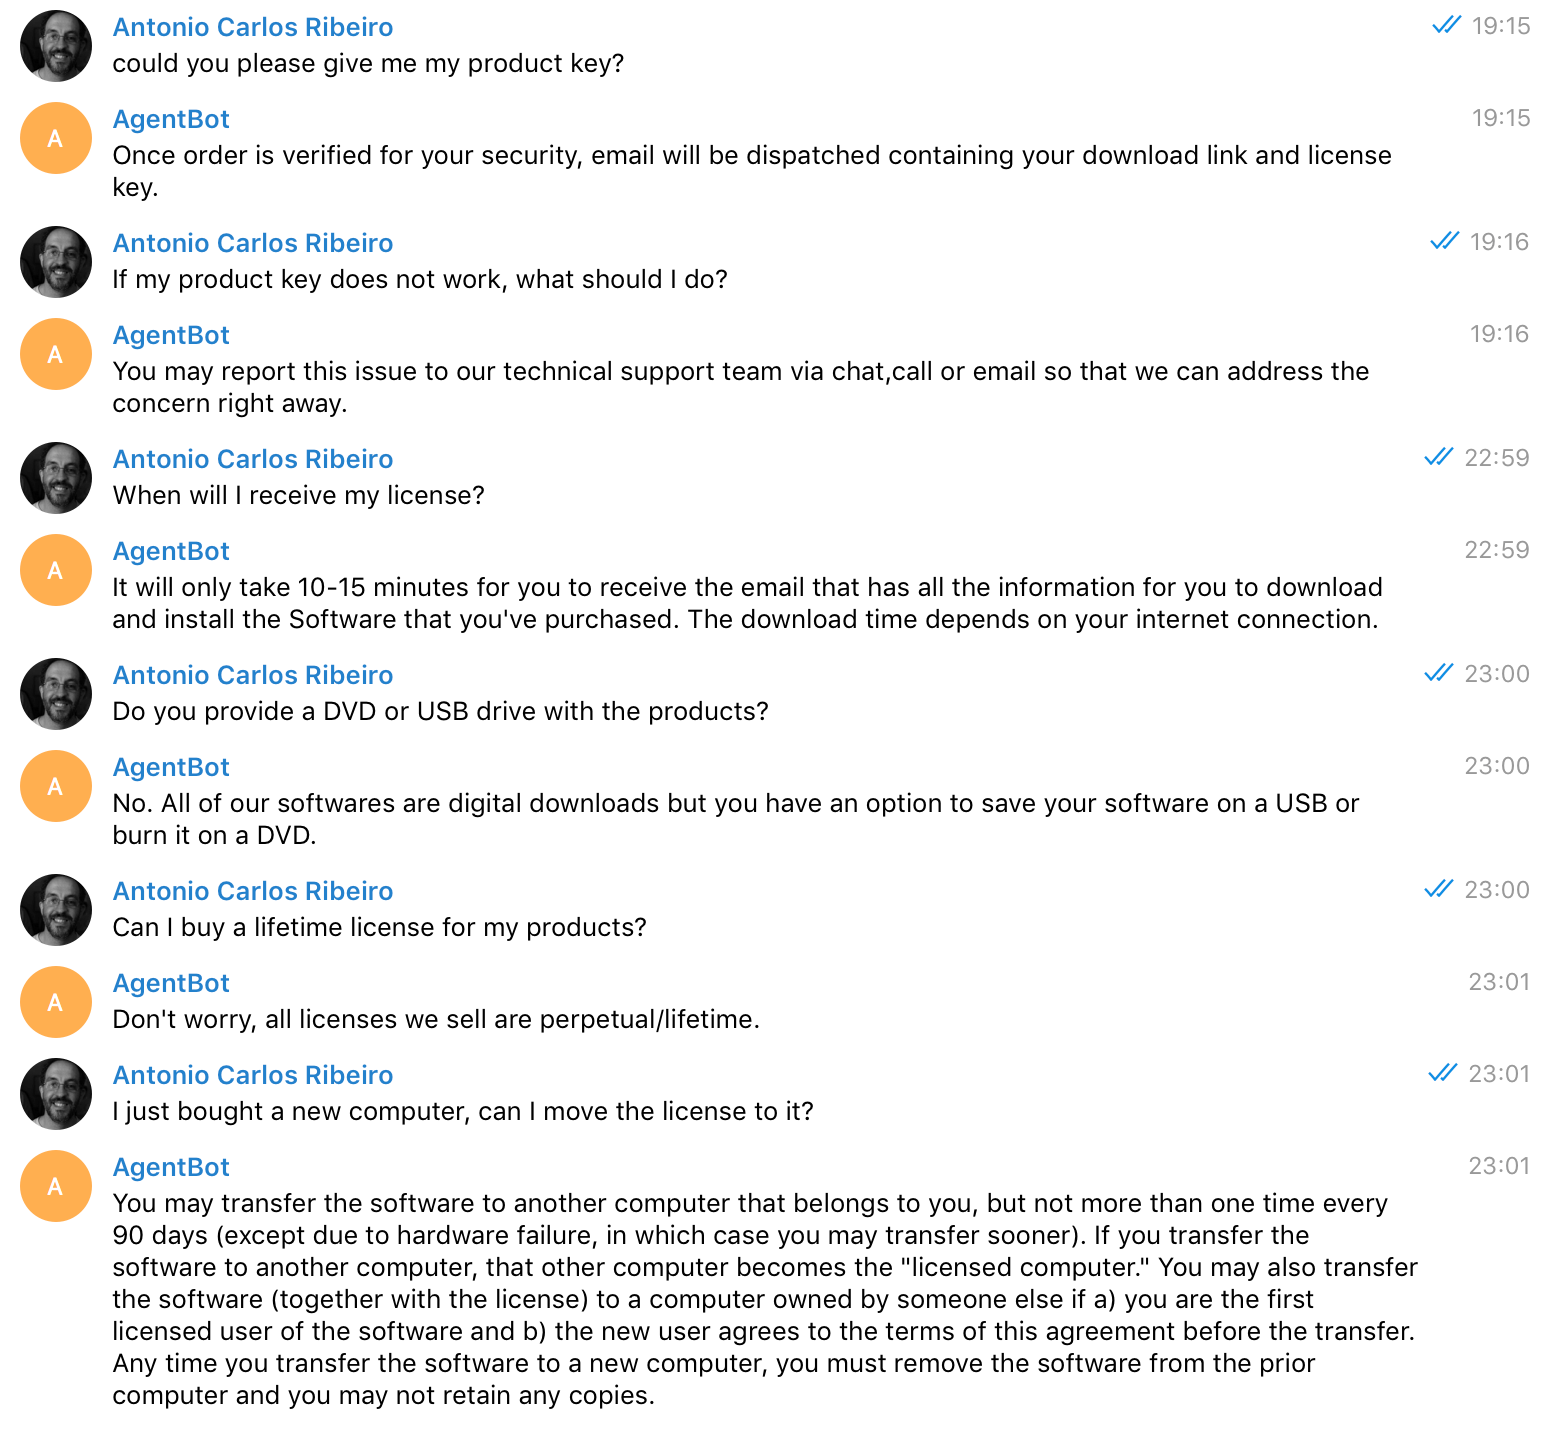 Antonio Carlos Ribeiro 19:15
could you please give me my product key?
A AgentBot 19:15
Once order is verified for your security, email will be dispatched containing your download link and license
key.
Antonio Carlos Ribeiro 19:16
If my product key does not work, what should I do?
A AgentBot 19:16
You may report this issue to our technical support team via chat,call or email so that we can address the
concern right away.
Antonio Carlos Ribeiro 22:59
When will I receive my license?
A AgentBot 22:59
It will only take 10-15 minutes for you to receive the email that has all the information for you to download
and install the Software that you've purchased. The download time depends on your internet connection.
Antonio Carlos Ribeiro 23:00
Do you provide a DVD or USB drive with the products?
A AgentBot 23:00
No. All of our softwares are digital downloads but you have an option to save your software on a USB or
burn it on a DVD.
Antonio Carlos Ribeiro 23:00
Can I buy a lifetime license for my products?
A AgentBot 23:01
Don't worry, all licenses we sell are perpetual/lifetime.
Antonio Carlos Ribeiro 23:01
I just bought a new computer, can I move the license to it?
A AgentBot 23:01
You may transfer the software to another computer that belongs to you, but not more than one time every
90 days (except due to hardware failure, in which case you may transfer sooner). If you transfer the
software to another computer, that other computer becomes the "licensed computer." You may also transfer
the software (together with the license) to a computer owned by someone else if a) you are the first
licensed user of the software and b) the new user agrees to the terms of this agreement before the transfer.
Any time you transfer the software to a new computer, you must remove the software from the prior
computer and you may not retain any copies.